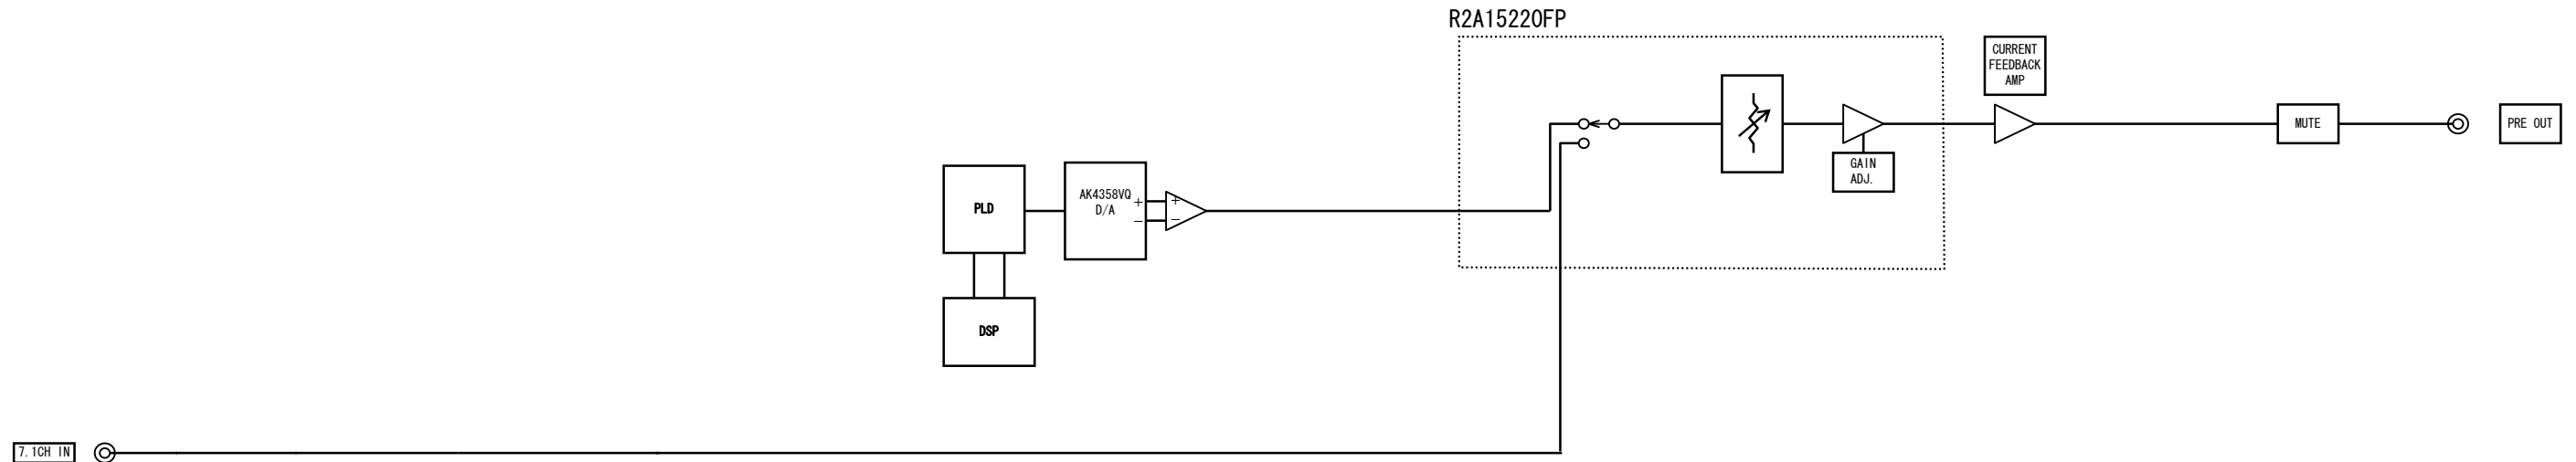 R2A15220FP
CURRENT
FEEDBACK
AMP
MUTE
PRE OUT
GAIN
ADJ.
PLD
AK4358VQ
D/A
+
−
+
−
DSP
7.1CH IN